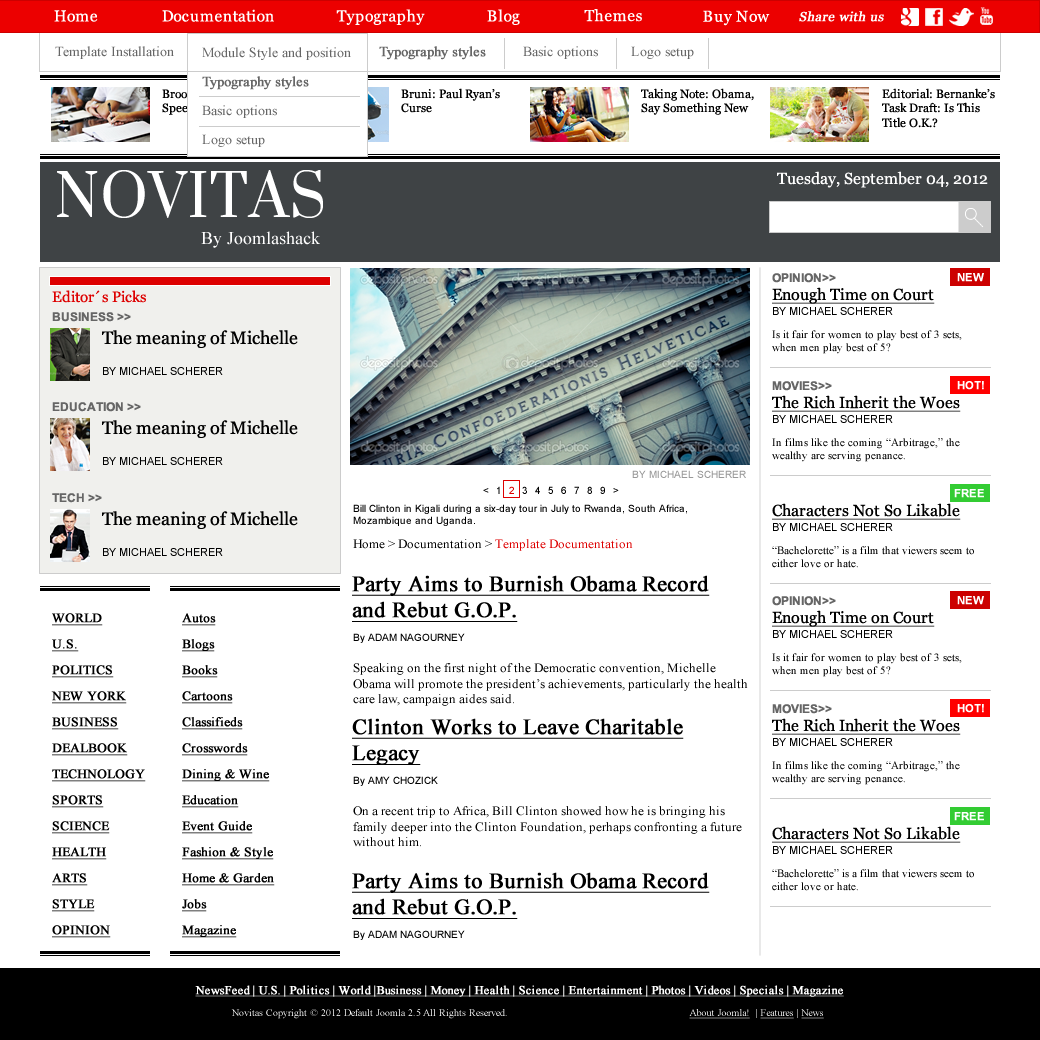 Home Documentation Typography Blog Themes Buy Now Share with us
You Tube
Template Installation Module Style and position Typography styles Basic options Logo setup
Typography styles
Basic options
Logo setup
Broo
Spee
Bruni: Paul Ryan's
Curse
Taking Note: Obama,
Say Something New
Editorial: Bernanke's
Task Draft: Is This
Title O.K.?
NOVITAS
By Joomlashack
Tuesday, September 04, 2012
Editor´s Picks
BUSINESS >>
The meaning of Michelle
BY MICHAEL SCHERER
EDUCATION >>
The meaning of Michelle
BY MICHAEL SCHERER
TECH >>
The meaning of Michelle
BY MICHAEL SCHERER
WORLD
U.S.
POLITICS
NEW YORK
BUSINESS
DEALBOOK
TECHNOLOGY
SPORTS
SCIENCE
HEALTH
ARTS
STYLE
OPINION
Autos
Blogs
Books
Cartoons
Classifieds
Crosswords
Dining & Wine
Education
Event Guide
Fashion & Style
Home & Garden
Jobs
Magazine
depositphotos depositphotos
depositphotos depositphotos depositphotos
depositphotos depositphotos depositphotos
CONFOEDERATIONIS HELVETICAE
CURIA
BY MICHAEL SCHERER
< 1 2 3 4 5 6 7 8 9 >
Bill Clinton in Kigali during a six-day tour in July to Rwanda, South Africa,
Mozambique and Uganda.
Home > Documentation > Template Documentation
Party Aims to Burnish Obama Record
and Rebut G.O.P.
By ADAM NAGOURNEY
Speaking on the first night of the Democratic convention, Michelle
Obama will promote the president's achievements, particularly the health
care law, campaign aides said.
Clinton Works to Leave Charitable
Legacy
By AMY CHOZICK
On a recent trip to Africa, Bill Clinton showed how he is bringing his
family deeper into the Clinton Foundation, perhaps confronting a future
without him.
Party Aims to Burnish Obama Record
and Rebut G.O.P.
By ADAM NAGOURNEY
OPINION>> NEW
Enough Time on Court
BY MICHAEL SCHERER
Is it fair for women to play best of 3 sets,
when men play best of 5?
MOVIES>> HOT!
The Rich Inherit the Woes
BY MICHAEL SCHERER
In films like the coming “Arbitrage,” the
wealthy are serving penance.
FREE
Characters Not So Likable
BY MICHAEL SCHERER
“Bachelorette” is a film that viewers seem to
either love or hate.
OPINION>> NEW
Enough Time on Court
BY MICHAEL SCHERER
Is it fair for women to play best of 3 sets,
when men play best of 5?
MOVIES>> HOT!
The Rich Inherit the Woes
BY MICHAEL SCHERER
In films like the coming “Arbitrage,” the
wealthy are serving penance.
FREE
Characters Not So Likable
BY MICHAEL SCHERER
“Bachelorette” is a film that viewers seem to
either love or hate.
NewsFeed | U.S. | Politics | World |Business | Money | Health | Science | Entertainment | Photos | Videos | Specials | Magazine
Novitas Copyright © 2012 Default Joomla 2.5 All Rights Reserved. About Joomla! | Features | News